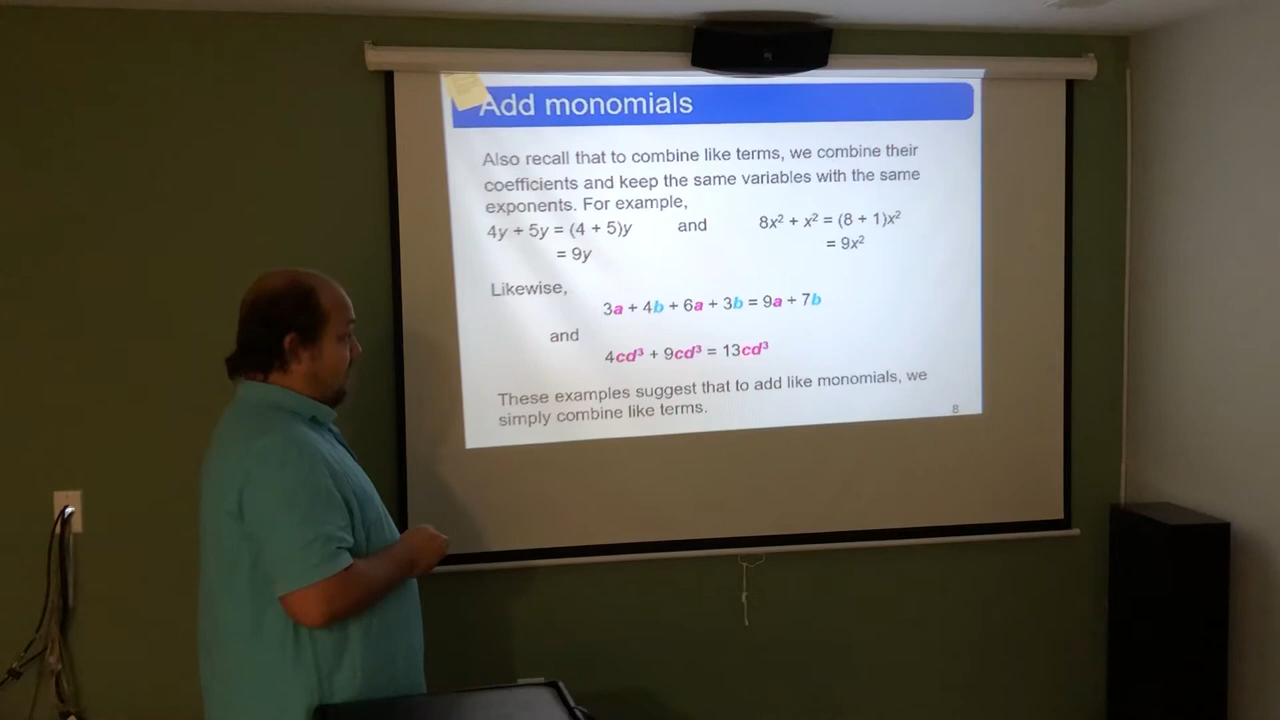 Add monomials
Also recall that to combine like terms, we combine their
coefficients and keep the same variables with the same
exponents. For example,
4y + 5y = (4 + 5)y and 8x² + x² = (8 + 1)x²
= 9y = 9x²
Likewise,
3a + 4b + 6a + 3b = 9a + 7b
and
4cd³ + 9cd³ = 13cd³
These examples suggest that to add like monomials, we
simply combine like terms.
8